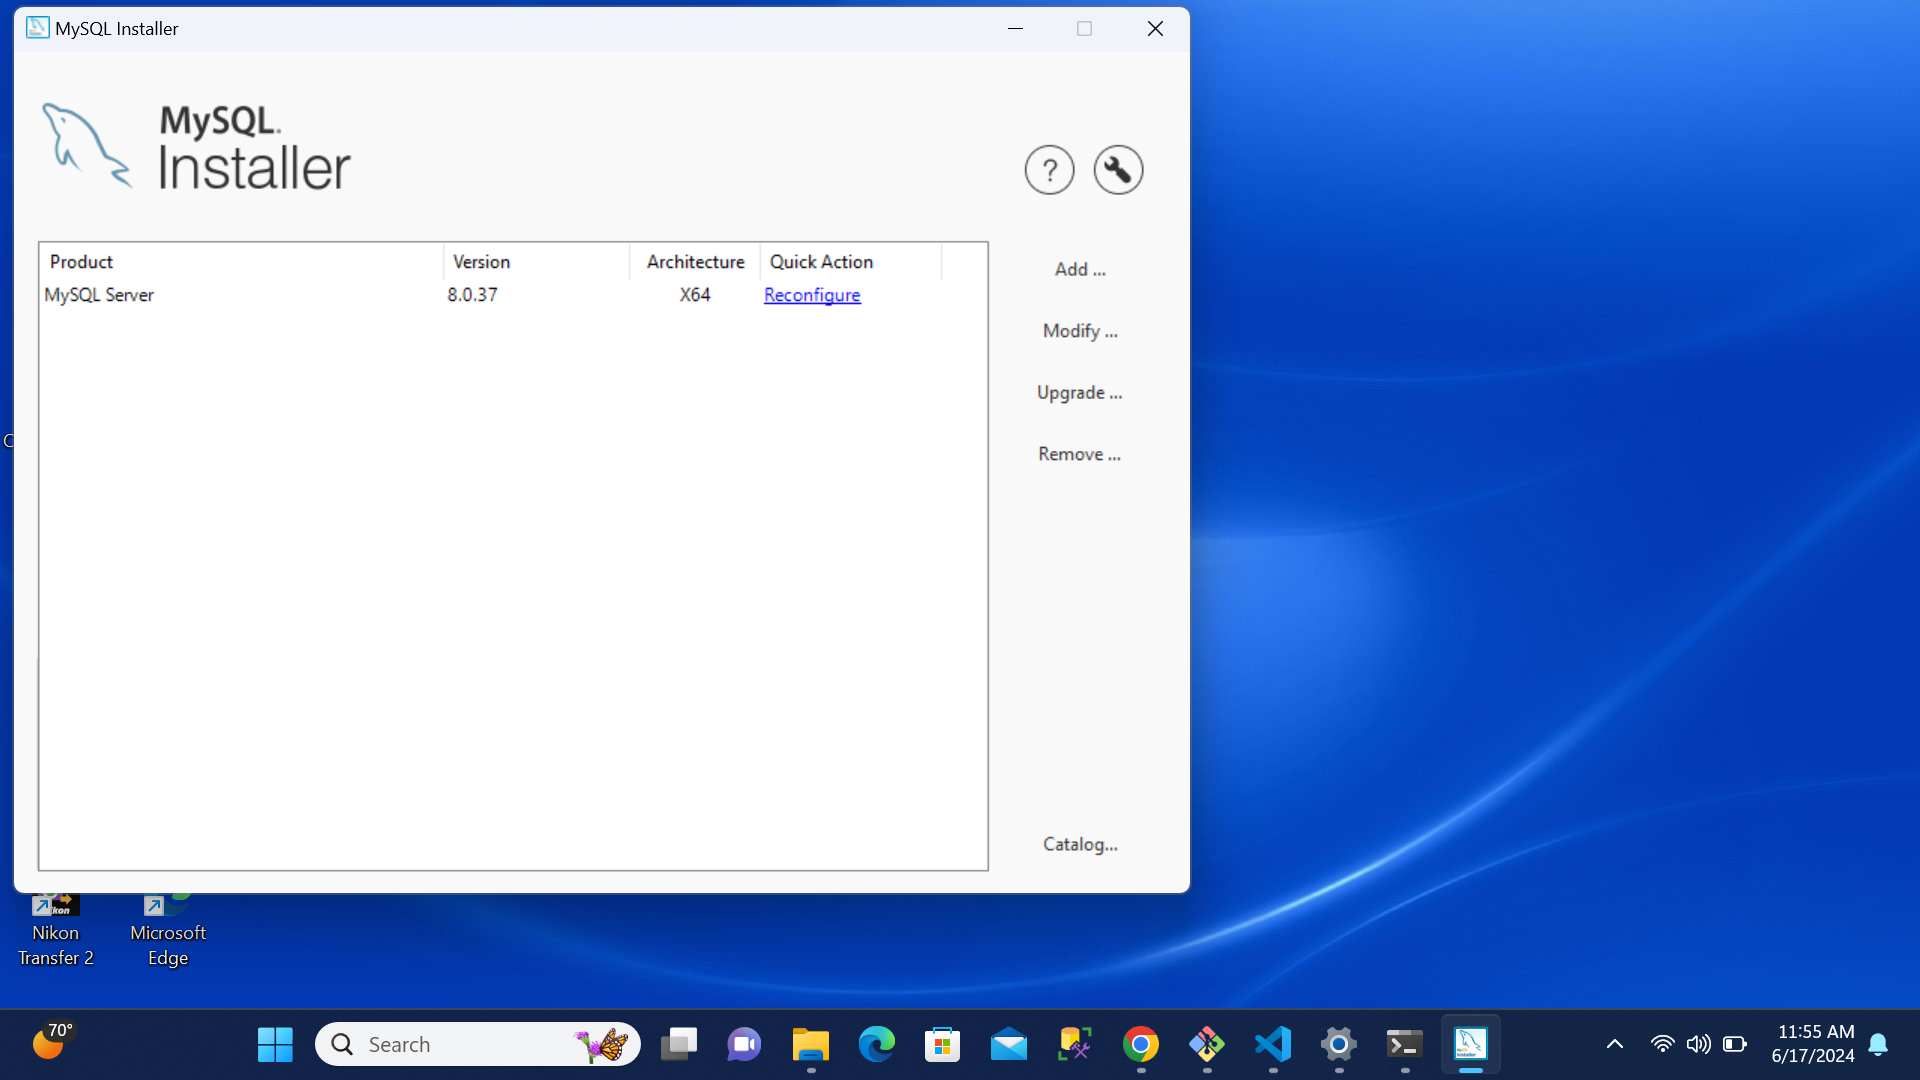 MySQL Installer
MySQL.
Installer
?
Product Version Architecture Quick Action
MySQL Server 8.0.37 X64 Reconfigure
Add ...
Modify ...
Upgrade ...
Remove ...
Catalog...
C
Nikon
Transfer 2
Microsoft
Edge
70°
Search
11:55 AM
6/17/2024